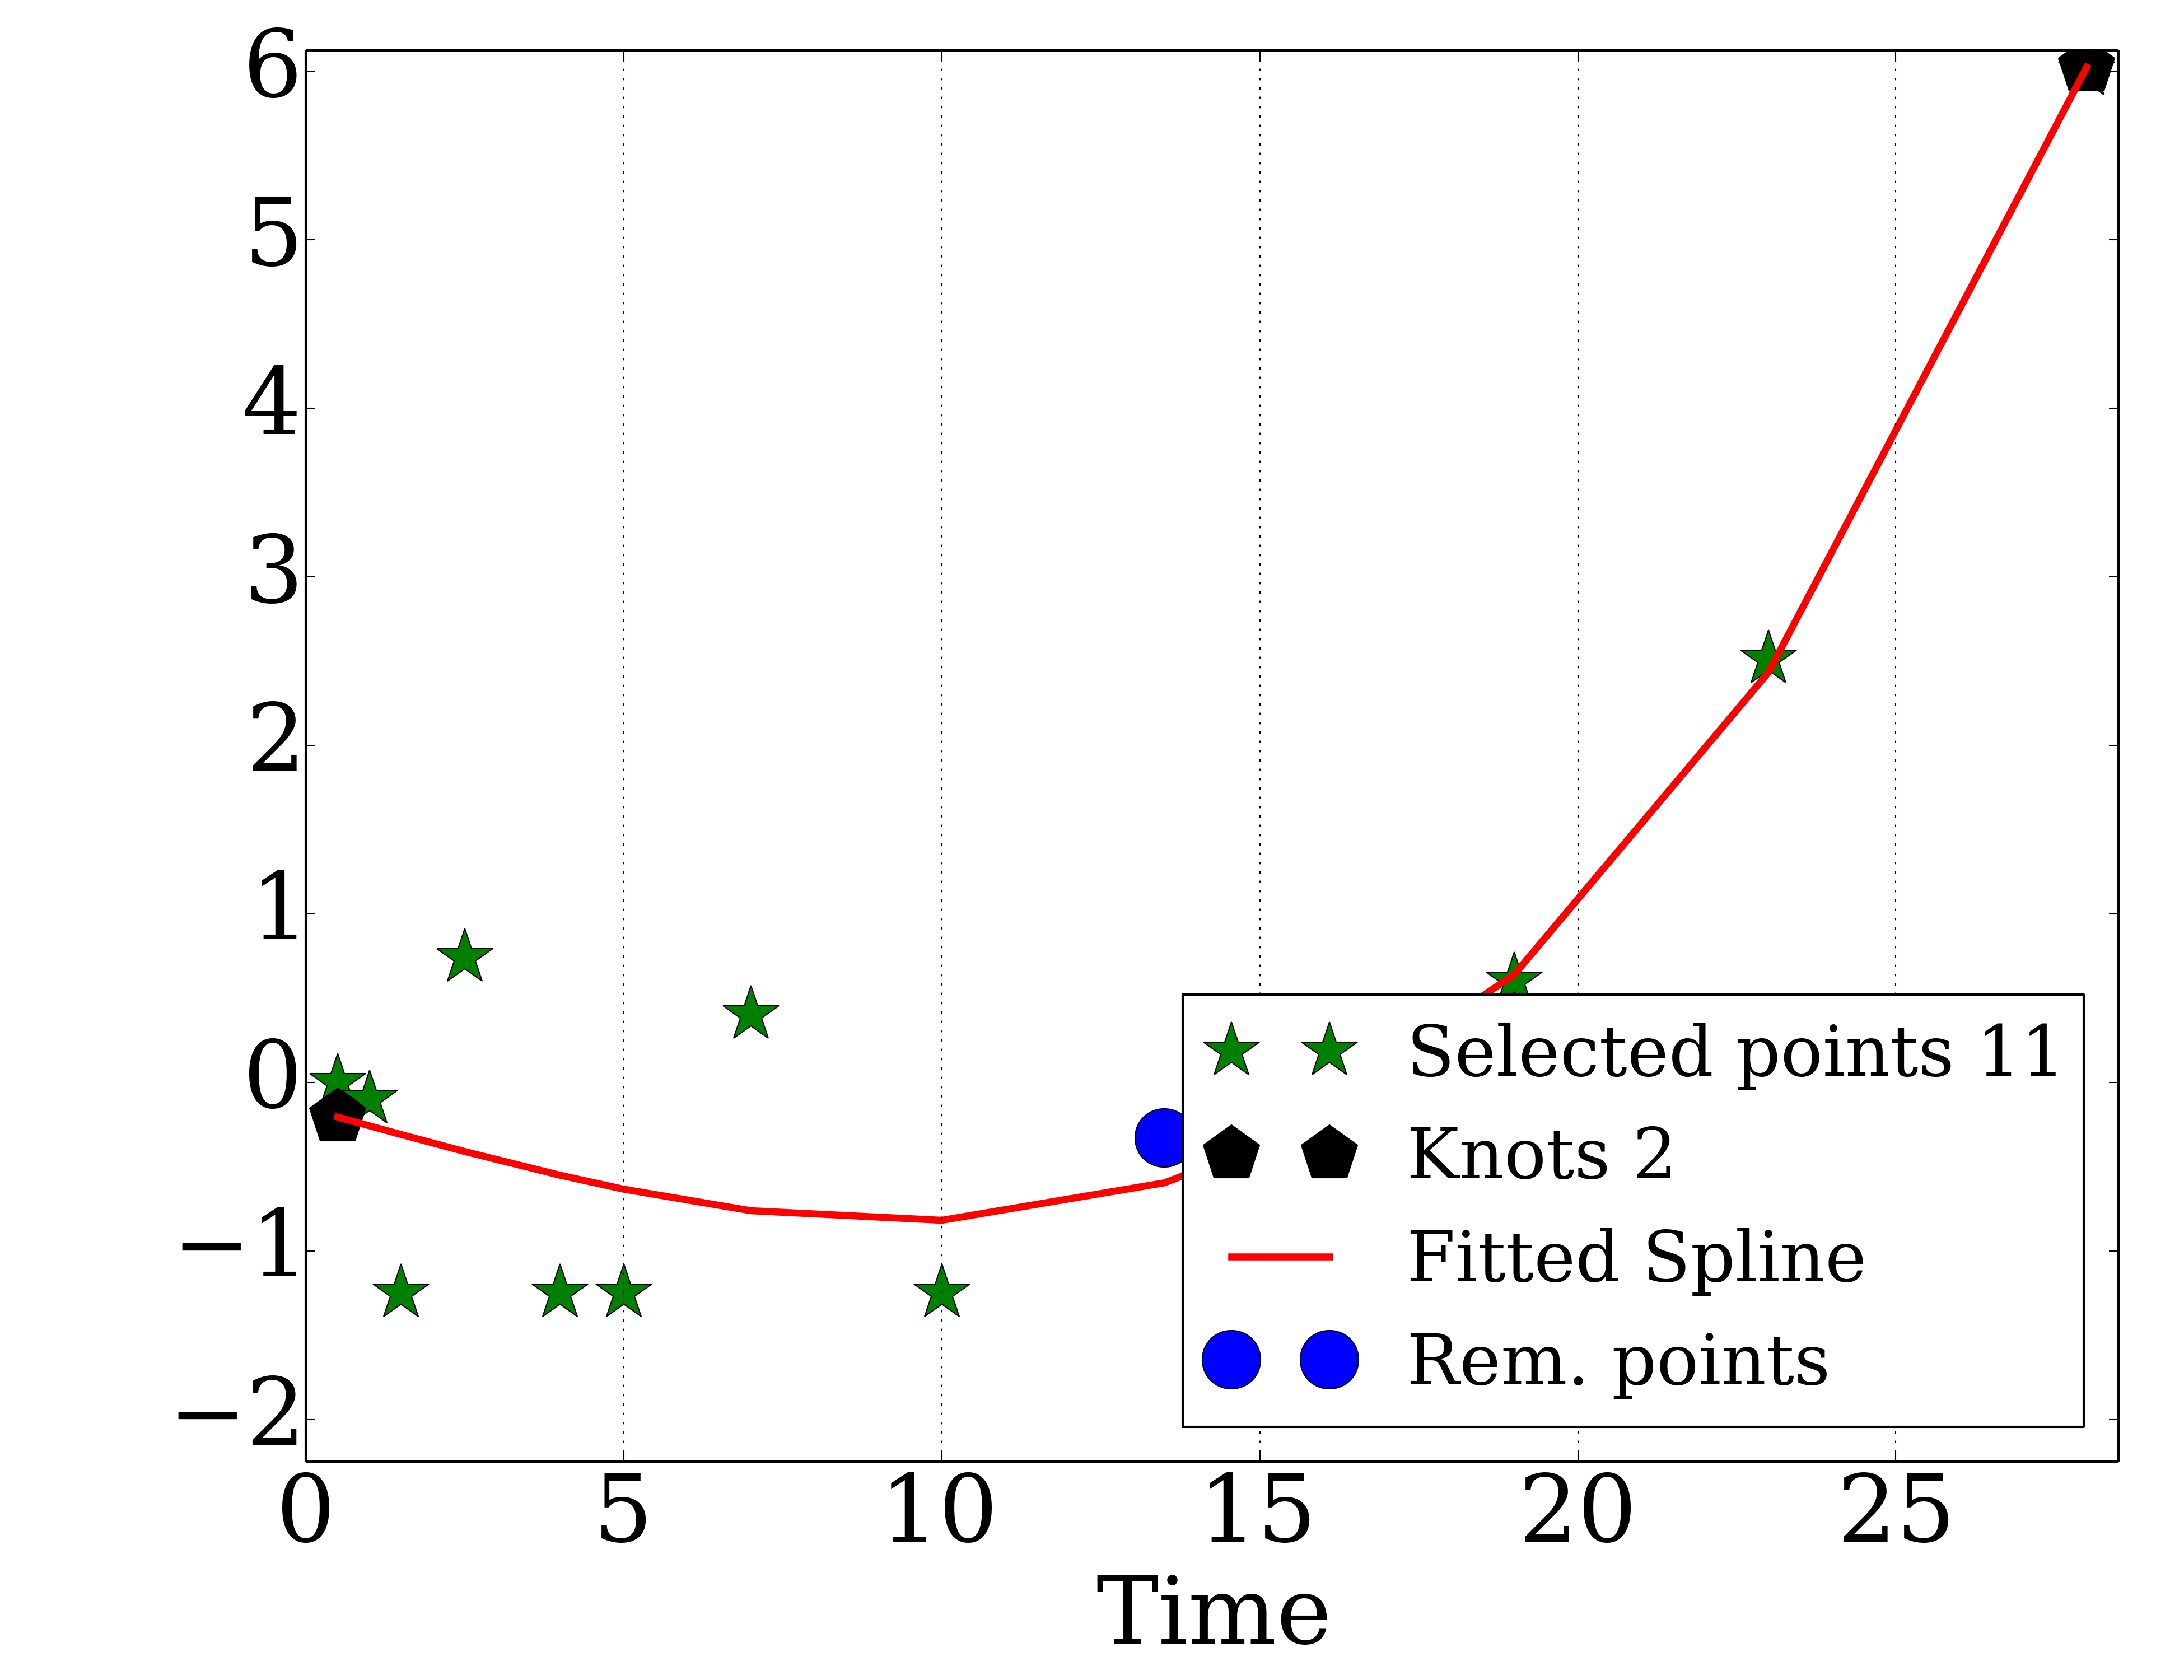 6
5
4
3
2
1
0
−1
−2
Selected points 11
Knots 2
Fitted Spline
Rem. points
0 5 10 15 20 25
Time